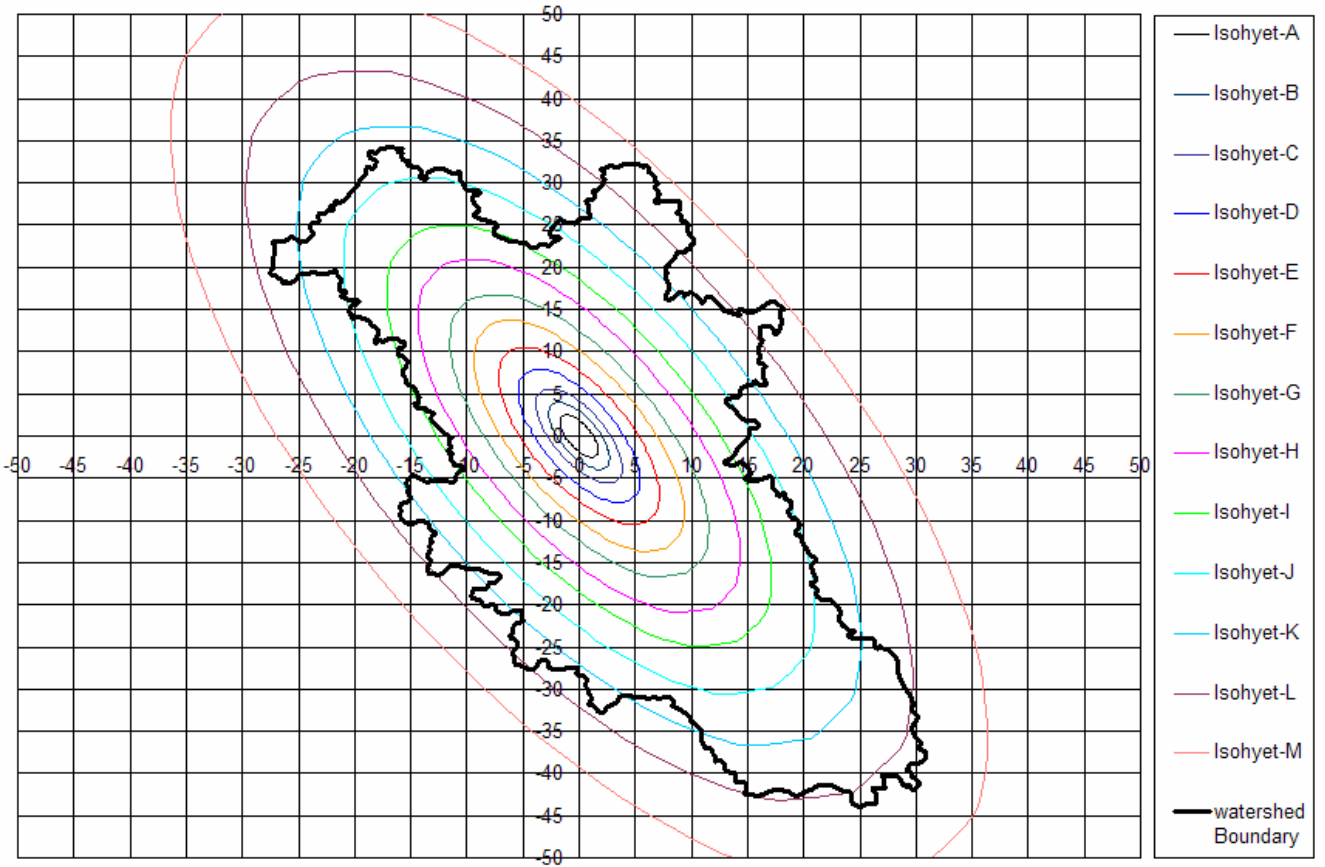 50
45
40
35
30
25
20
15
10
5
0
-50 -45 -40 -35 -30 -25 -20 -15 -10 -5 0 5 10 15 20 25 30 35 40 45 50
-5
-10
-15
-20
-25
-30
-35
-40
-45
-50
Isohyet-A
Isohyet-B
Isohyet-C
Isohyet-D
Isohyet-E
Isohyet-F
Isohyet-G
Isohyet-H
Isohyet-I
Isohyet-J
Isohyet-K
Isohyet-L
Isohyet-M
watershed
Boundary